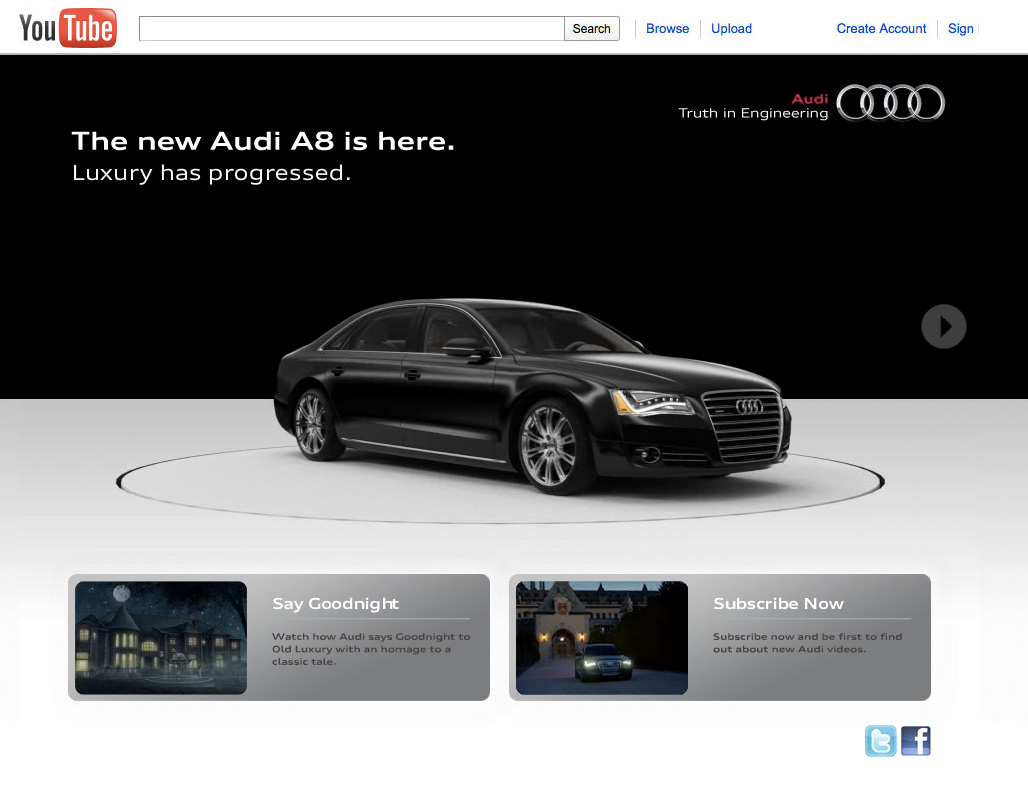 YouTube
Search
Browse
Upload
Create Account
Sign
Audi
Truth in Engineering
The new Audi A8 is here.
Luxury has progressed.
Say Goodnight
Watch how Audi says Goodnight to
Old Luxury with an homage to a
classic tale.
Subscribe Now
Subscribe now and be first to find
out about new Audi videos.